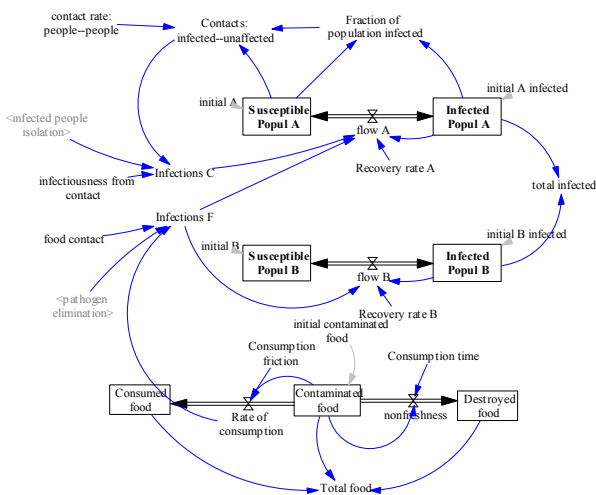 contact rate:
people--people
Contacts:
infected--unaffected
Fraction of
population infected
initial A
Susceptible
Popul A
flow A
Infected
Popul A
initial A infected
<infected people
isolation>
Recovery rate A
Infections C
infectiousness from
contact
total infected
Infections F
food contact
initial B
Susceptible
Popul B
flow B
Infected
Popul B
initial B infected
<pathogen
elimination>
Recovery rate B
initial contaminated
food
Consumption
friction
Consumption time
Consumed
food
Rate of
consumption
Contaminated
food
nonfreshness
Destroyed
food
Total food